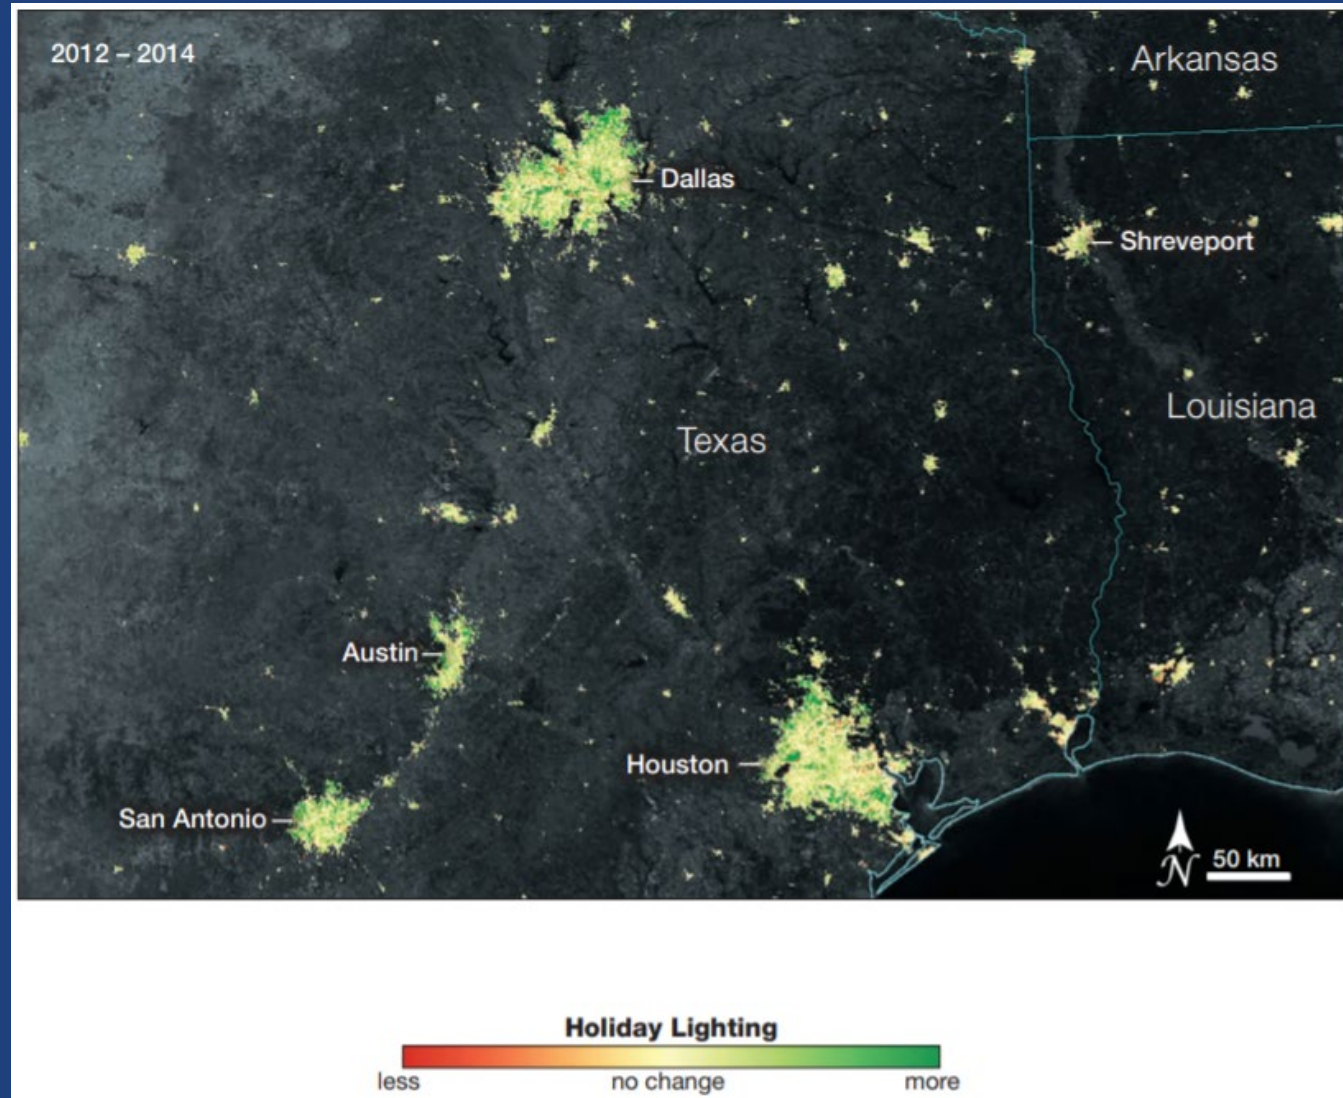 2012 – 2014
Arkansas
Dallas
Shreveport
Louisiana
Texas
Austin
Houston
San Antonio
N
50 km
Holiday Lighting
less no change more